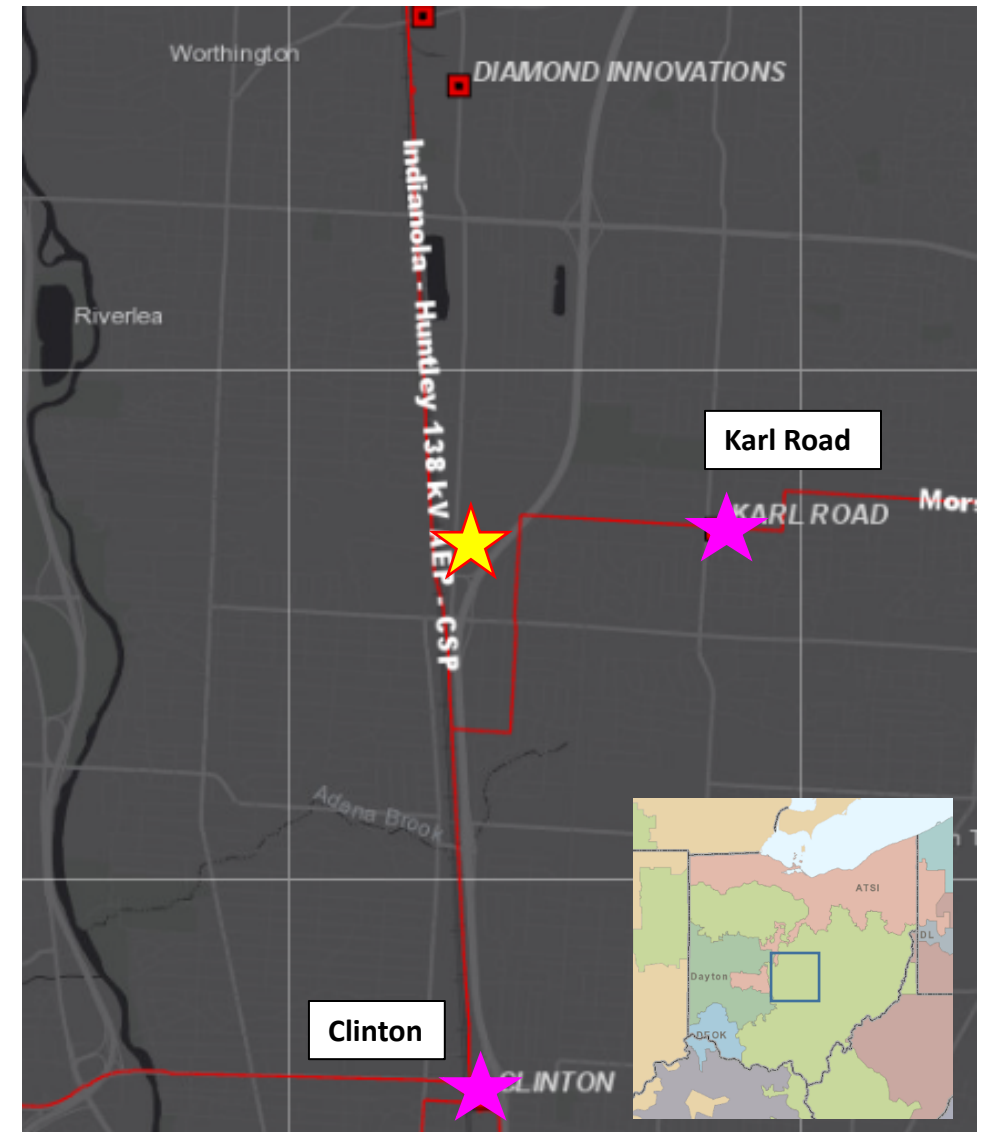 Worthington
DIAMOND INNOVATIONS
Indianola - Huntley 138 kV AEP - CSP
Riverlea
Karl Road
KARL ROAD
Mors
Adena Brook
ATSI
DL
Dayton
DEOK
Clinton
CLINTON